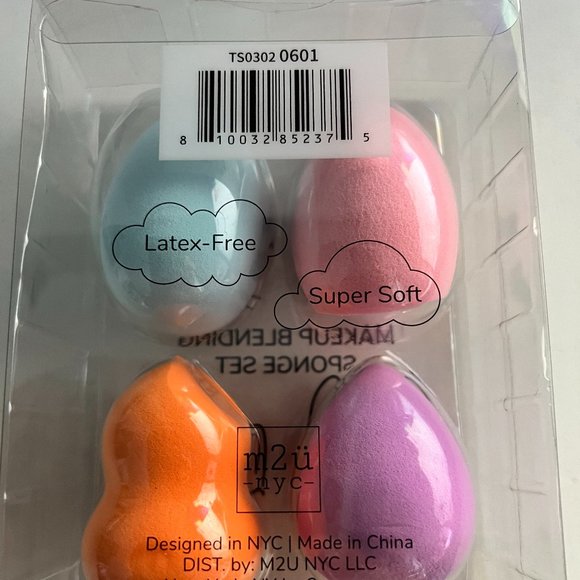 TS0302 0601
8 10032 85237 5
Latex-Free
Super Soft
MAKEUP BLENDING
SPONGE SET
m2ü
-nyc-
Designed in NYC | Made in China
DIST. by: M2U NYC LLC